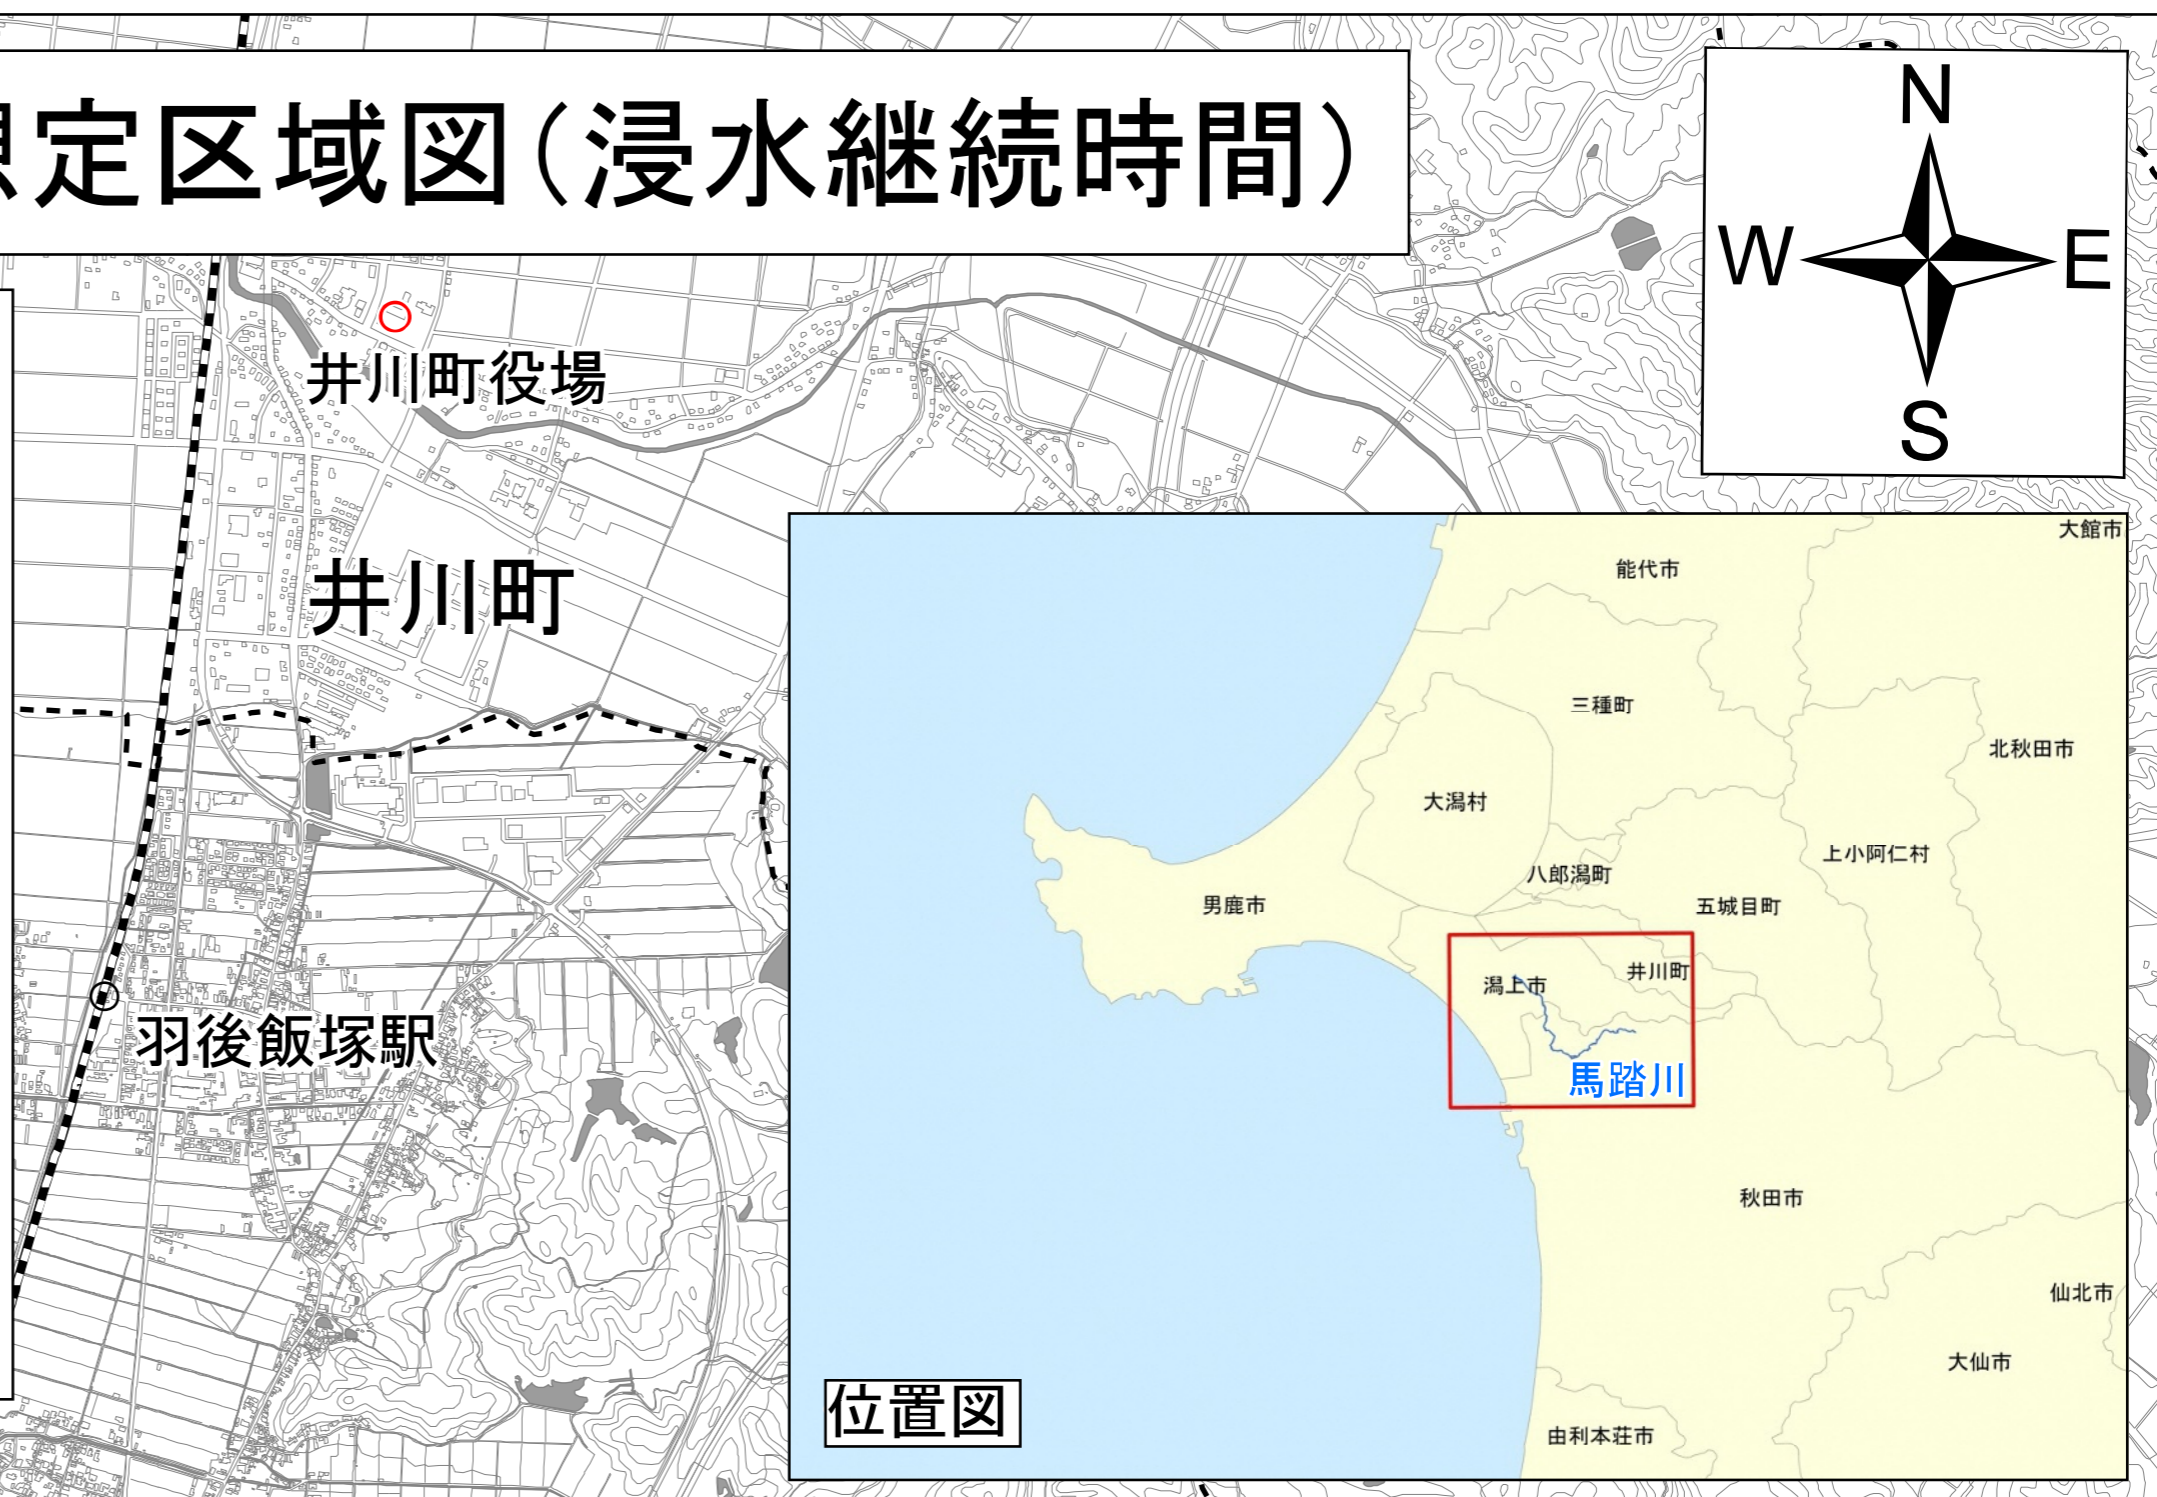 定区域図（浸水継続時間）
N
W
E
S
井川町役場
井川町
羽後飯塚駅
大館市
能代市
三種町
北秋田市
大潟村
上小阿仁村
八郎潟町
男鹿市
五城目町
井川町
潟上市
馬踏川
秋田市
仙北市
大仙市
由利本荘市
位置図